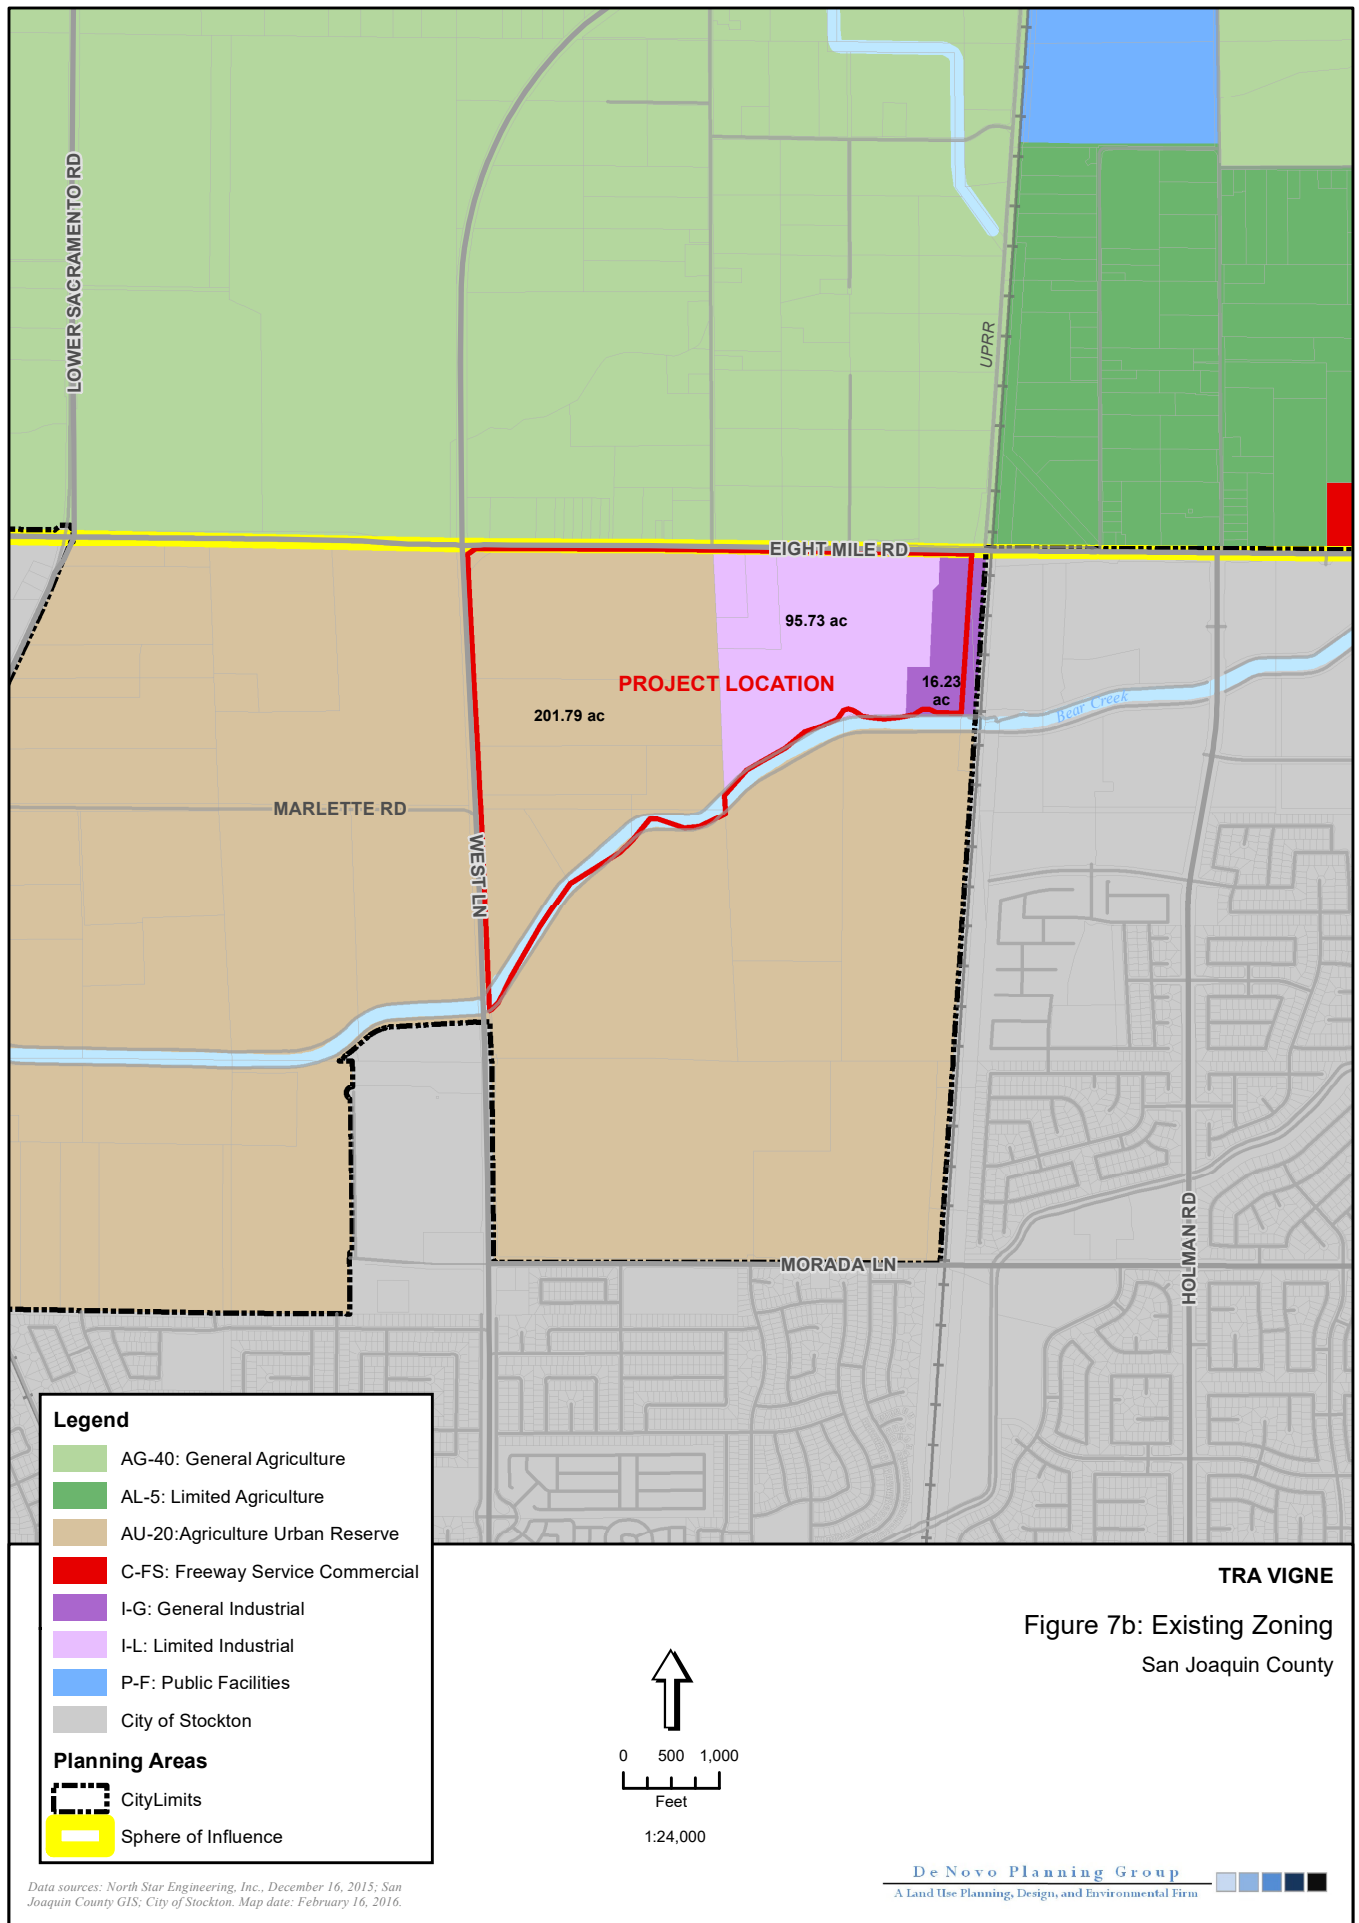 LOWER SACRAMENTO RD
UPRR
EIGHT MILE RD
95.73 ac
PROJECT LOCATION
16.23
ac
201.79 ac
Bear Creek
MARLETTE RD
WEST LN
HOLMAN RD
MORADA LN
Legend
AG-40: General Agriculture
AL-5: Limited Agriculture
AU-20:Agriculture Urban Reserve
C-FS: Freeway Service Commercial
I-G: General Industrial
I-L: Limited Industrial
P-F: Public Facilities
City of Stockton
Planning Areas
CityLimits
Sphere of Influence
TRA VIGNE
Figure 7b: Existing Zoning
San Joaquin County
0 500 1,000
Feet
1:24,000
Data sources: North Star Engineering, Inc., December 16, 2015; San
Joaquin County GIS; City of Stockton. Map date: February 16, 2016.
De Novo Planning Group
A Land Use Planning, Design, and Environmental Firm